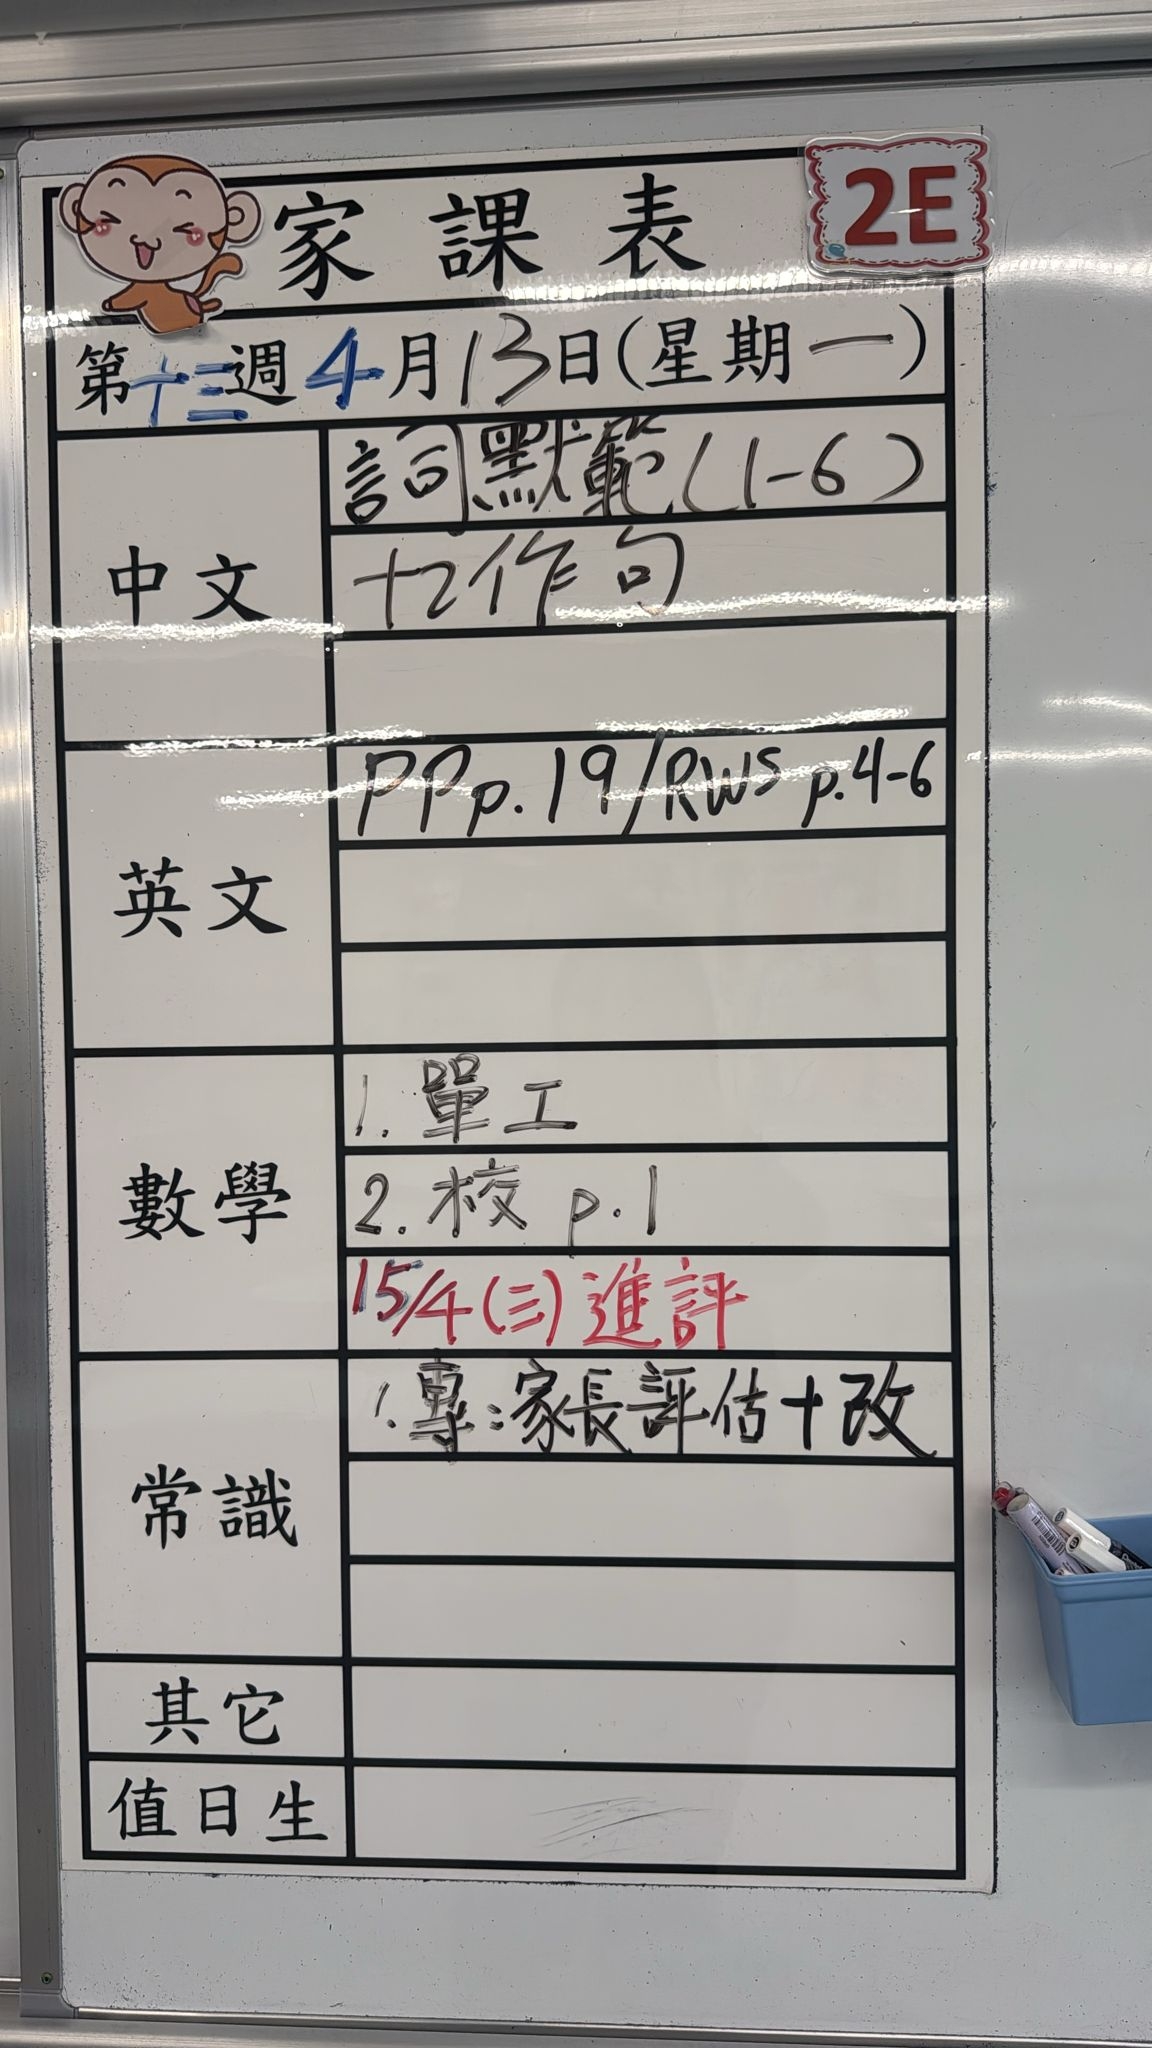 家課表 2E
第十三週4月13日(星期一)
中文
詞默範(1-6)
十2作句
英文
PP p.19/RWS p.4-6
數學
1. 單工
2. 校 p.1
15/4(三)進評
常識
1.專:家長評估+改
其它
值日生